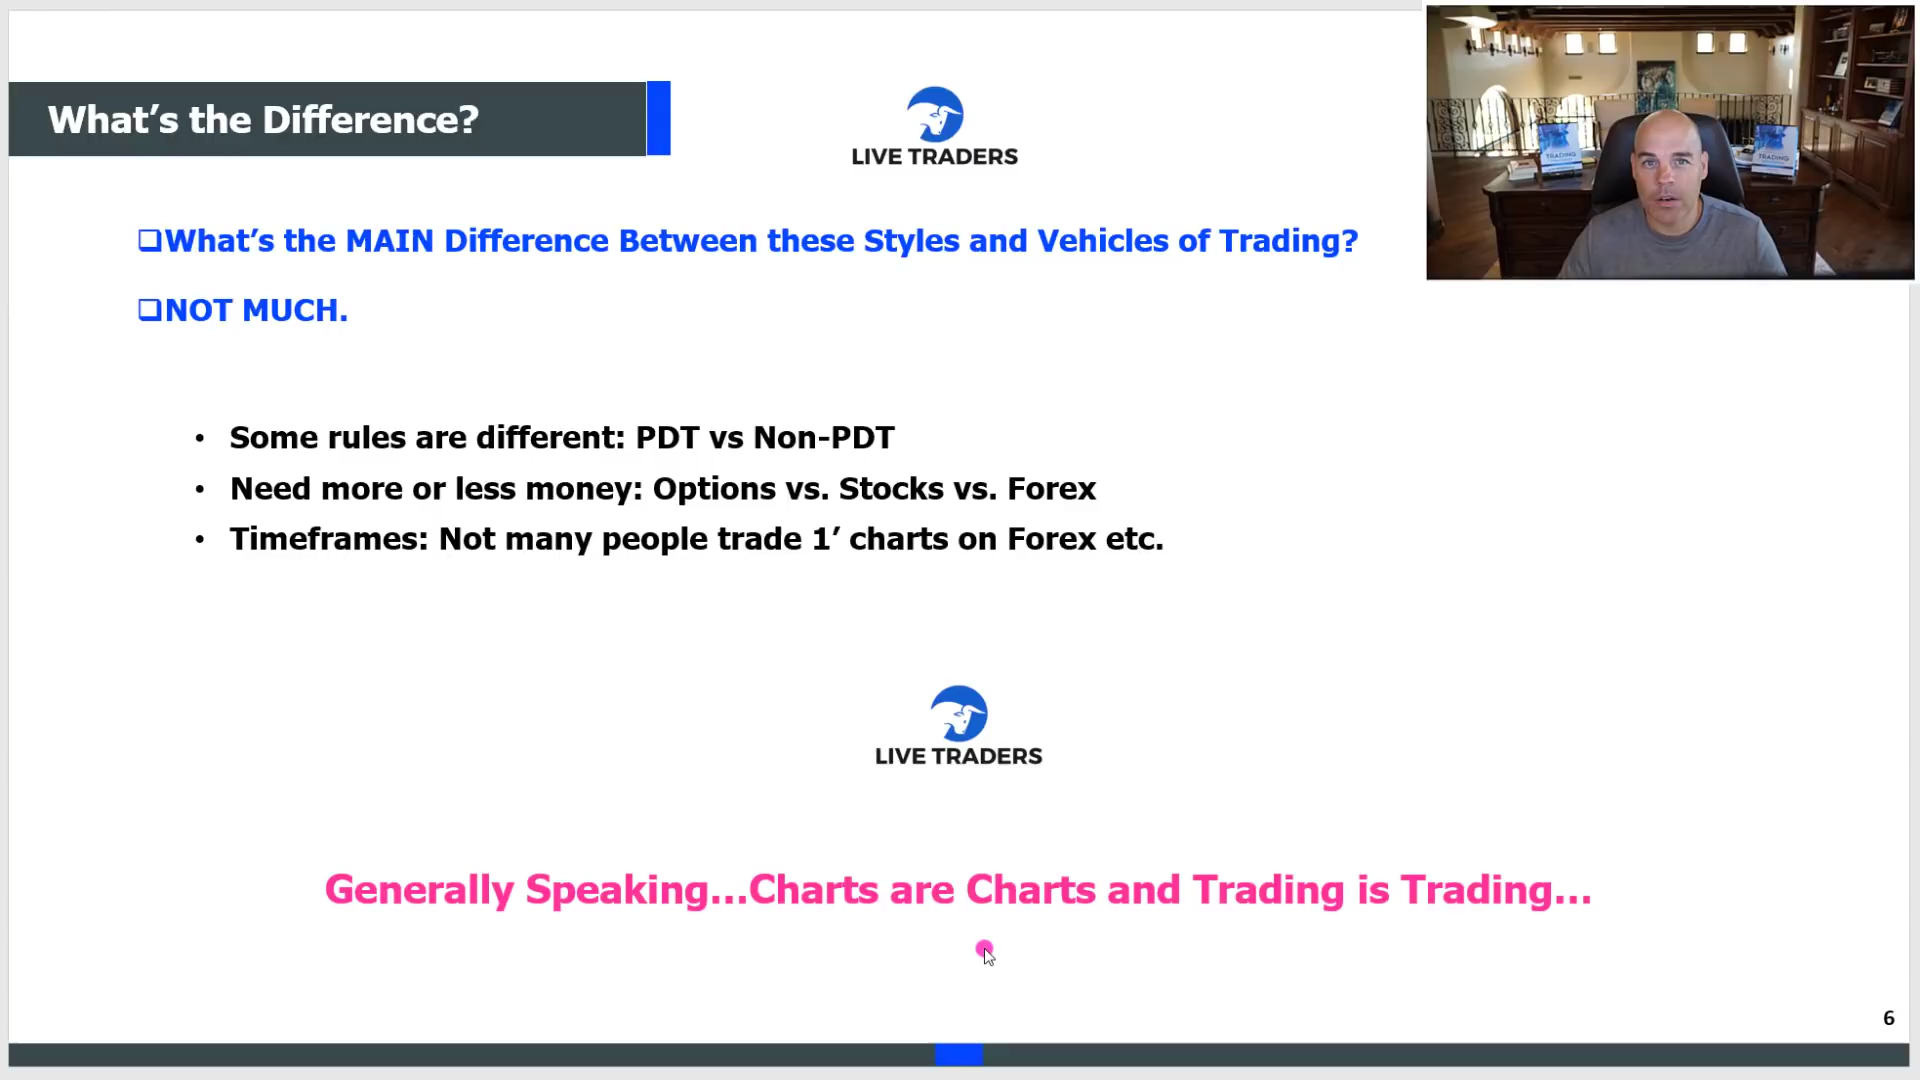 What’s the Difference?
LIVE TRADERS
❑What’s the MAIN Difference Between these Styles and Vehicles of Trading?
❑NOT MUCH.
• Some rules are different: PDT vs Non-PDT
• Need more or less money: Options vs. Stocks vs. Forex
• Timeframes: Not many people trade 1’ charts on Forex etc.
LIVE TRADERS
Generally Speaking...Charts are Charts and Trading is Trading...
6
TRADING
TRADING